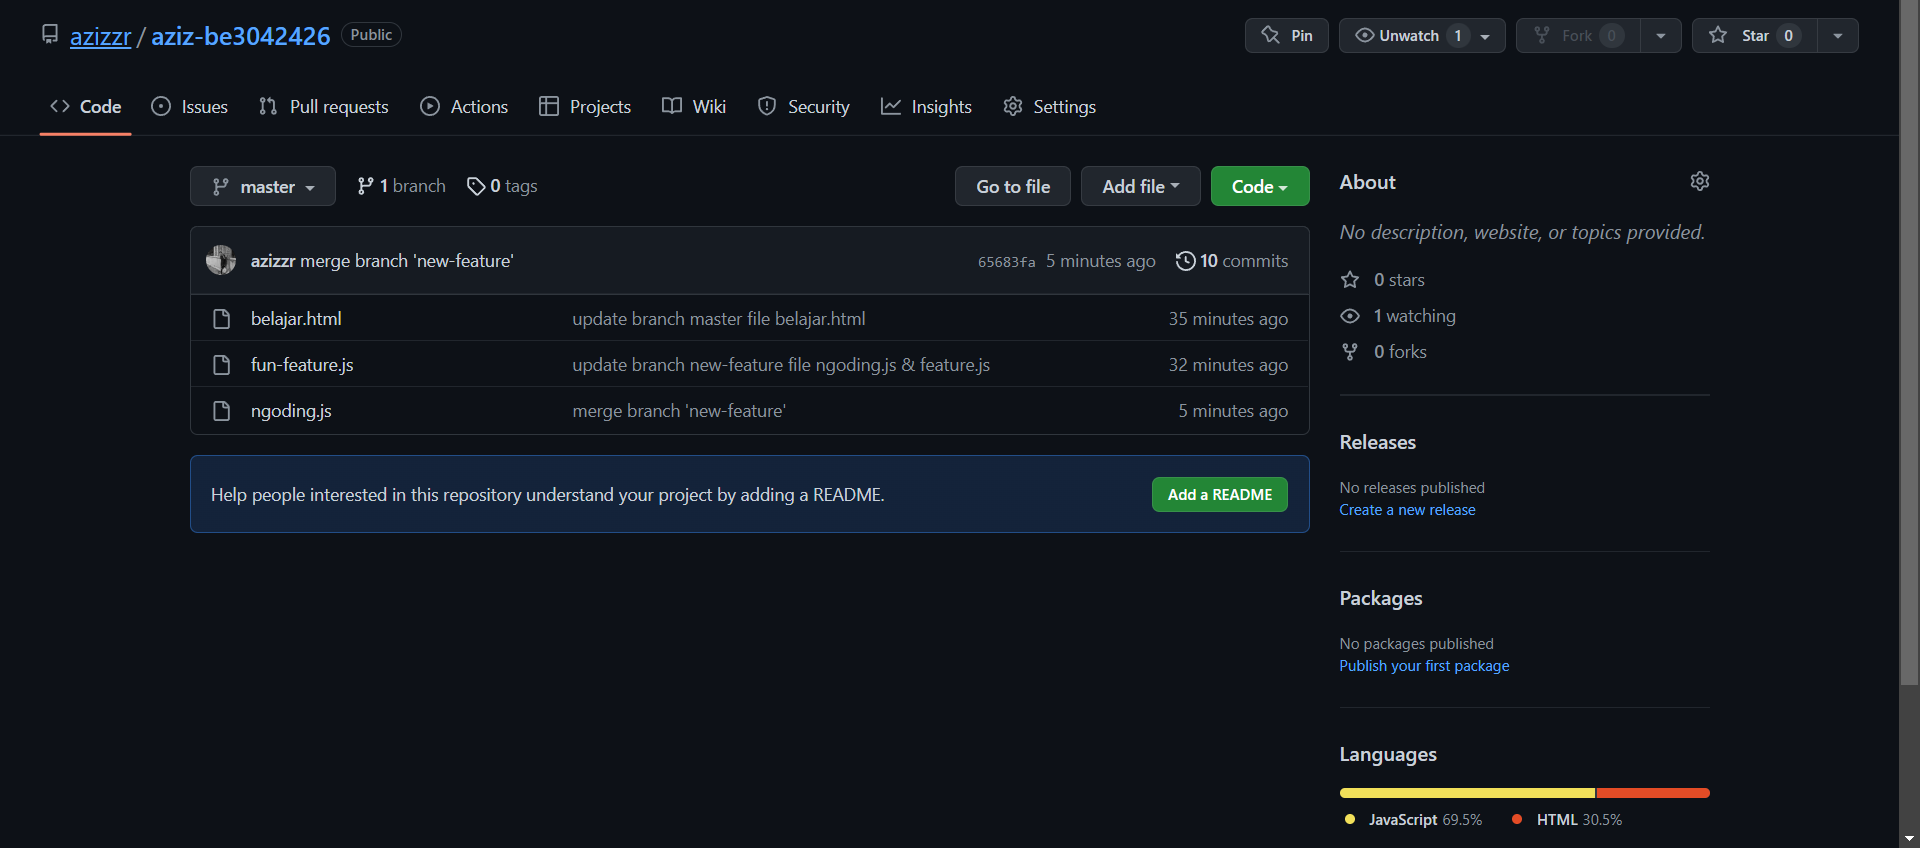 azizzr / aziz-be3042426 Public Pin Unwatch 1 Fork 0 Star 0
Code Issues Pull requests Actions Projects Wiki Security Insights Settings
master 1 branch 0 tags Go to file Add file Code
azizzr merge branch 'new-feature' 65683fa 5 minutes ago 10 commits
belajar.html update branch master file belajar.html 35 minutes ago
fun-feature.js update branch new-feature file ngoding.js & feature.js 32 minutes ago
ngoding.js merge branch 'new-feature' 5 minutes ago
Help people interested in this repository understand your project by adding a README. Add a README
About
No description, website, or topics provided.
0 stars
1 watching
0 forks
Releases
No releases published
Create a new release
Packages
No packages published
Publish your first package
Languages
JavaScript 69.5% HTML 30.5%